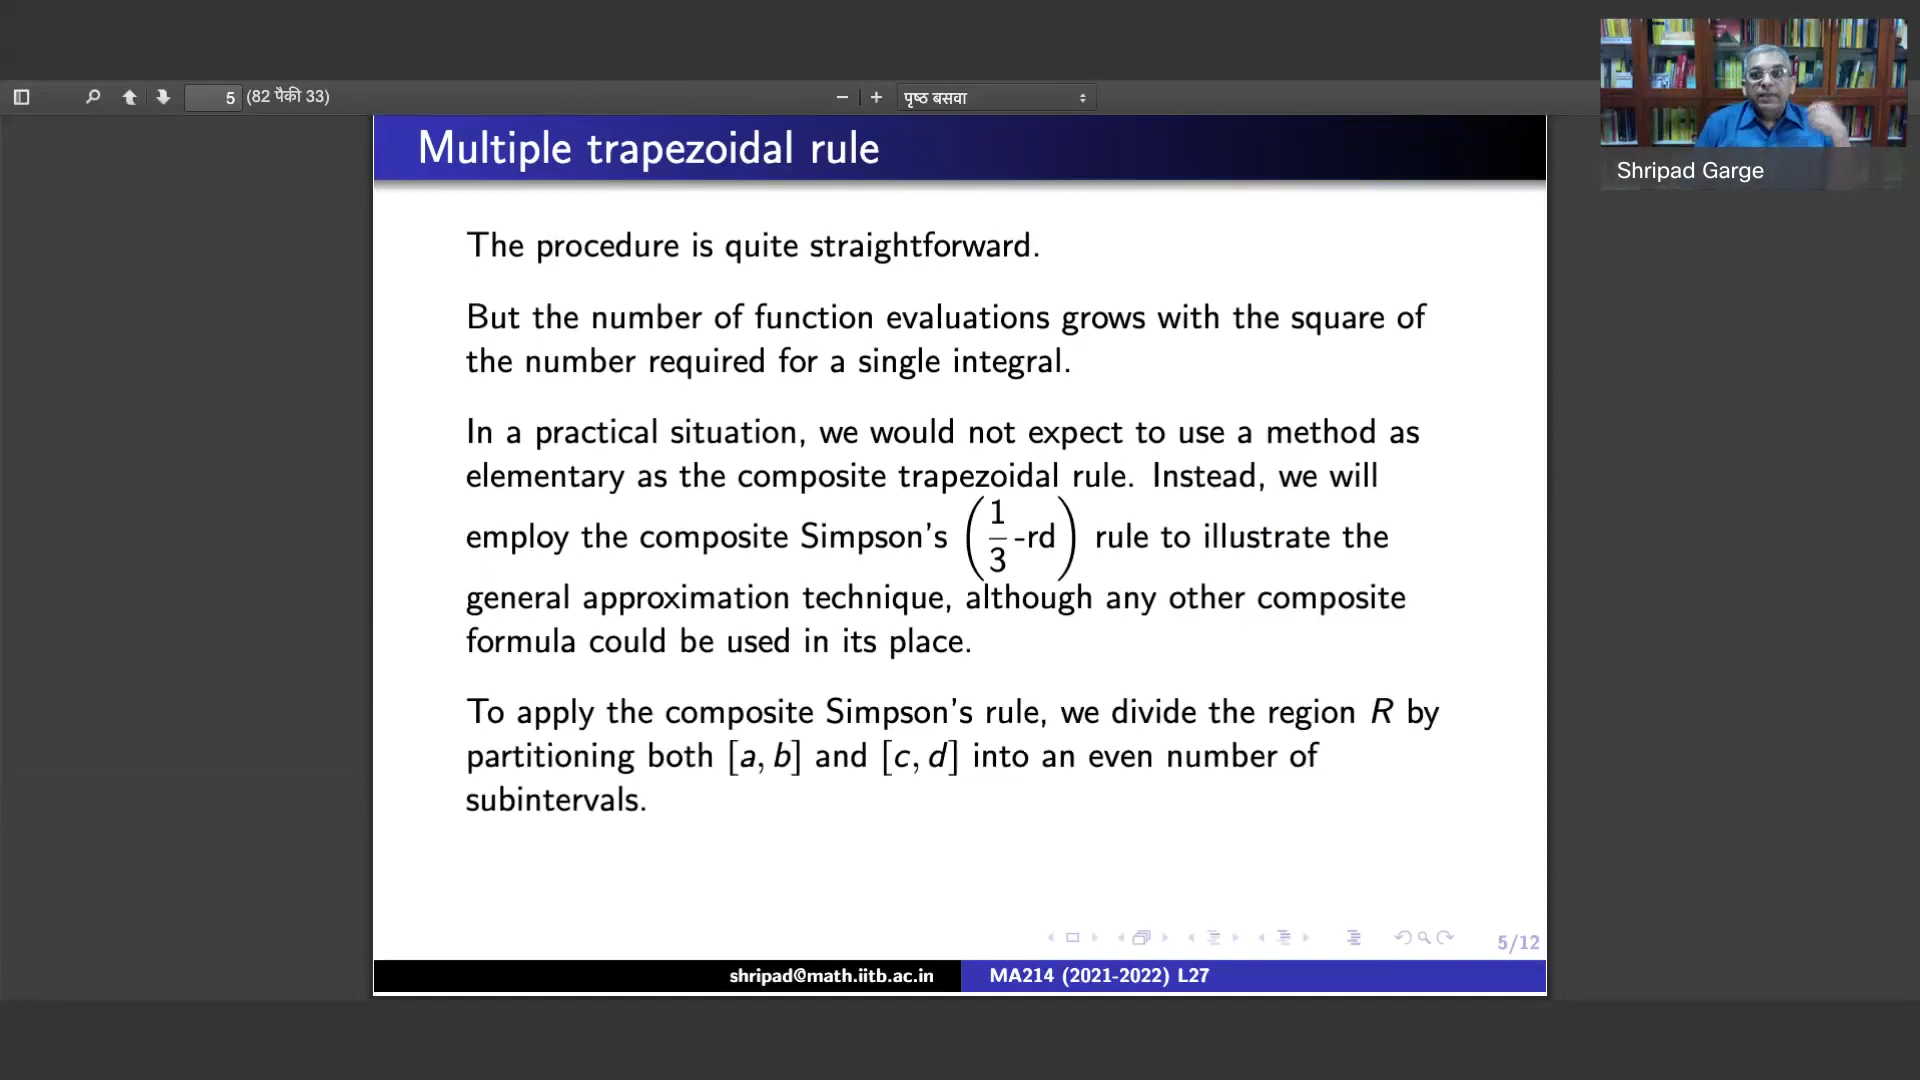 5 (82 पैकी 33)
पृष्ठ बसवा
Shripad Garge
Multiple trapezoidal rule
The procedure is quite straightforward.
But the number of function evaluations grows with the square of
the number required for a single integral.
In a practical situation, we would not expect to use a method as
elementary as the composite trapezoidal rule. Instead, we will
employ the composite Simpson's (1/3-rd) rule to illustrate the
general approximation technique, although any other composite
formula could be used in its place.
To apply the composite Simpson's rule, we divide the region R by
partitioning both [a, b] and [c, d] into an even number of
subintervals.
5/12
shripad@math.iitb.ac.in MA214 (2021-2022) L27